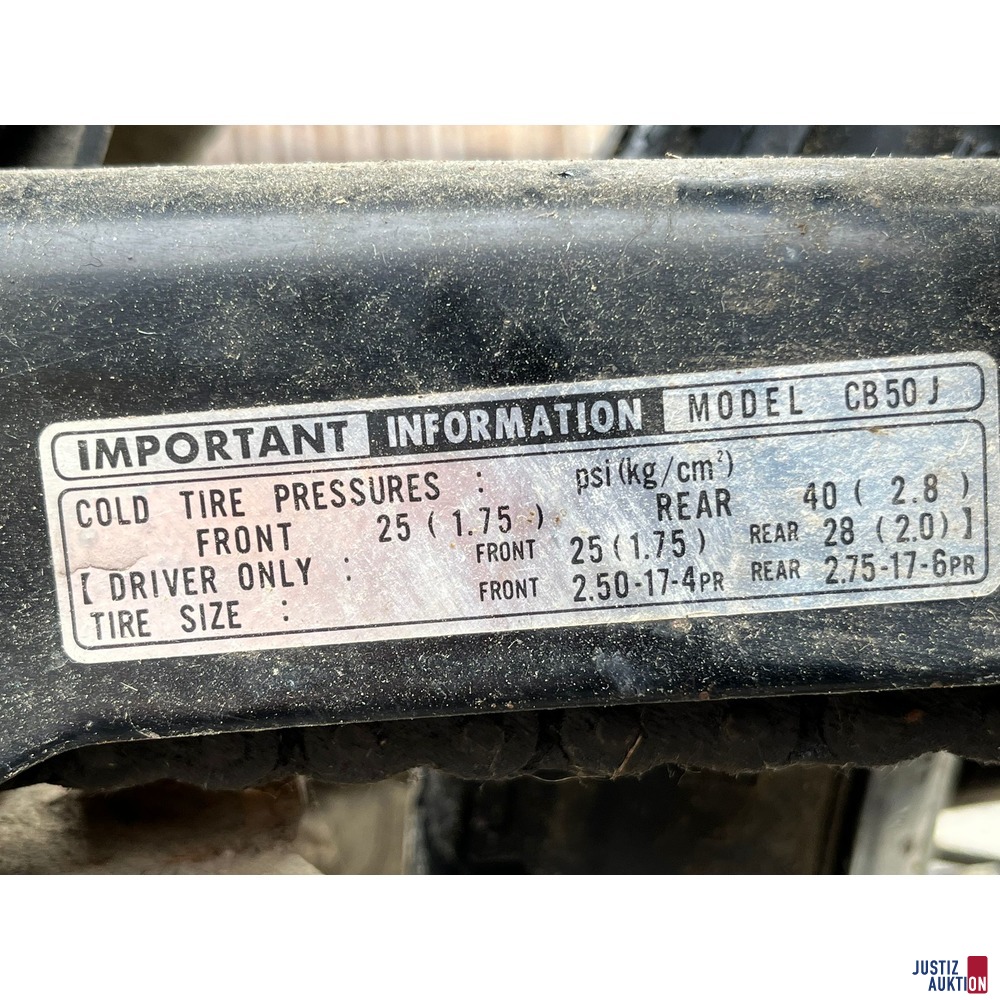 IMPORTANT INFORMATION MODEL CB50J
COLD TIRE PRESSURES : psi (kg/cm²)
FRONT 25 ( 1.75 ) REAR 40 ( 2.8 )
【DRIVER ONLY : FRONT 25 (1.75) REAR 28 (2.0)】
TIRE SIZE : FRONT 2.50-17-4PR REAR 2.75-17-6PR
JUSTIZ
AUKTION